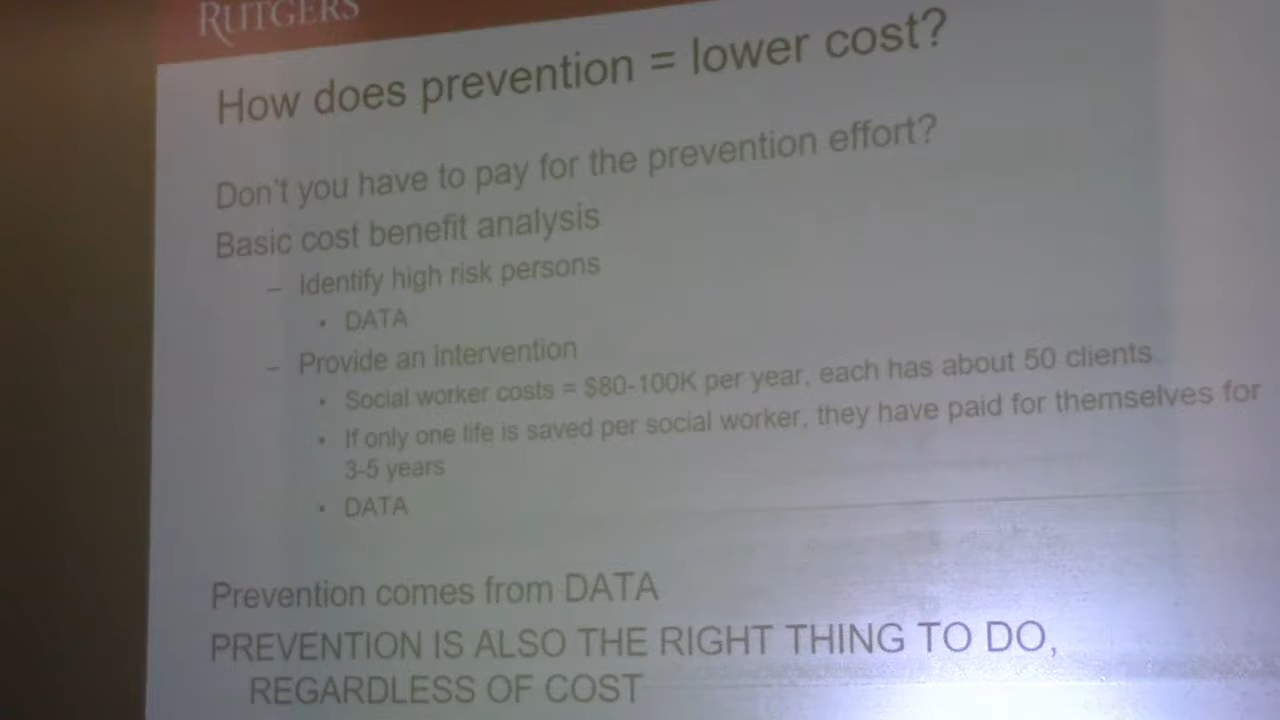 RUTGERS
How does prevention = lower cost?
Don't you have to pay for the prevention effort?
Basic cost benefit analysis
– Identify high risk persons
• DATA
– Provide an intervention
• Social worker costs = $80-100K per year, each has about 50 clients
• If only one life is saved per social worker, they have paid for themselves for
3-5 years
• DATA
Prevention comes from DATA
PREVENTION IS ALSO THE RIGHT THING TO DO,
REGARDLESS OF COST